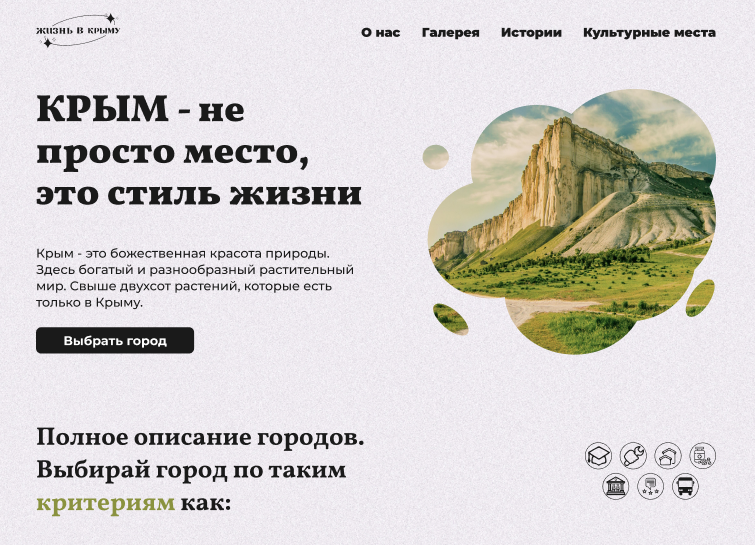 жизнь в крыму
О нас Галерея Истории Культурные места
КРЫМ - не
просто место,
это стиль жизни
Крым - это божественная красота природы.
Здесь богатый и разнообразный растительный
мир. Свыше двухсот растений, которые есть
только в Крыму.
Выбрать город
Полное описание городов.
Выбирай город по таким
критериям как: